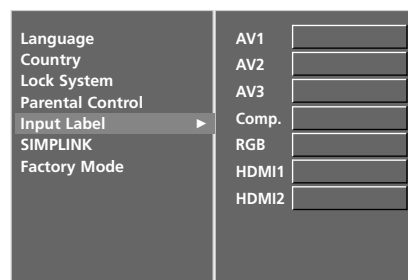 Language
Country
Lock System
Parental Control
Input Label ►
SIMPLINK
Factory Mode
AV1
AV2
AV3
Comp.
RGB
HDMI1
HDMI2